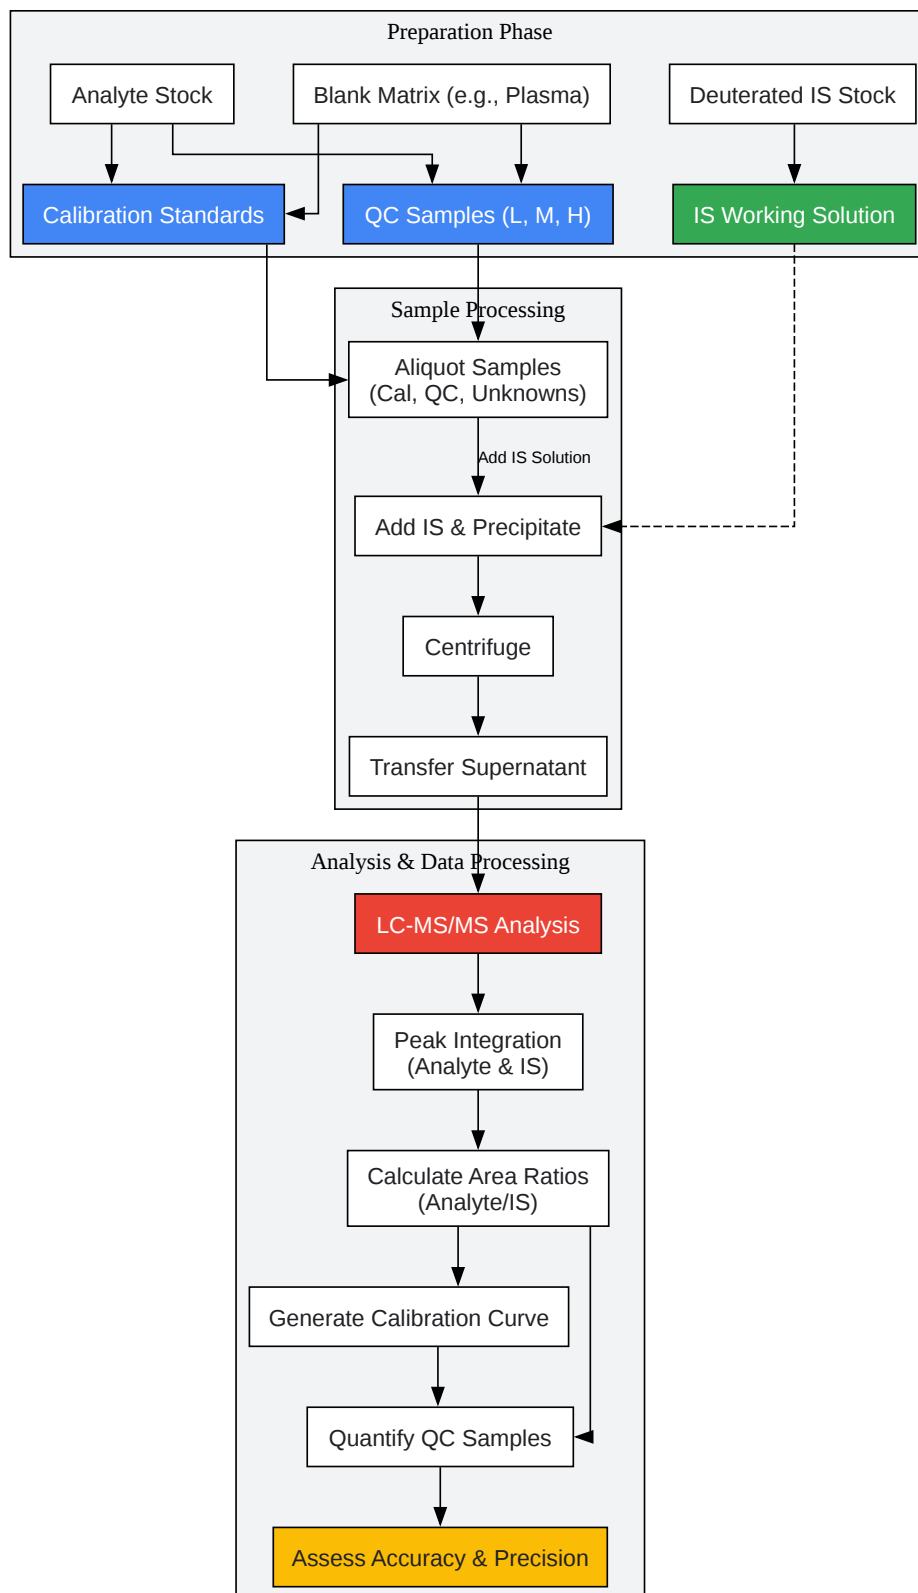 Preparation Phase
Analyte Stock
Blank Matrix (e.g., Plasma)
Deuterated IS Stock
Calibration Standards
QC Samples (L, M, H)
IS Working Solution
Sample Processing
Aliquot Samples
(Cal, QC, Unknowns)
Add IS Solution
Add IS & Precipitate
Centrifuge
Transfer Supernatant
Analysis & Data Processing
LC-MS/MS Analysis
Peak Integration
(Analyte & IS)
Calculate Area Ratios
(Analyte/IS)
Generate Calibration Curve
Quantify QC Samples
Assess Accuracy & Precision